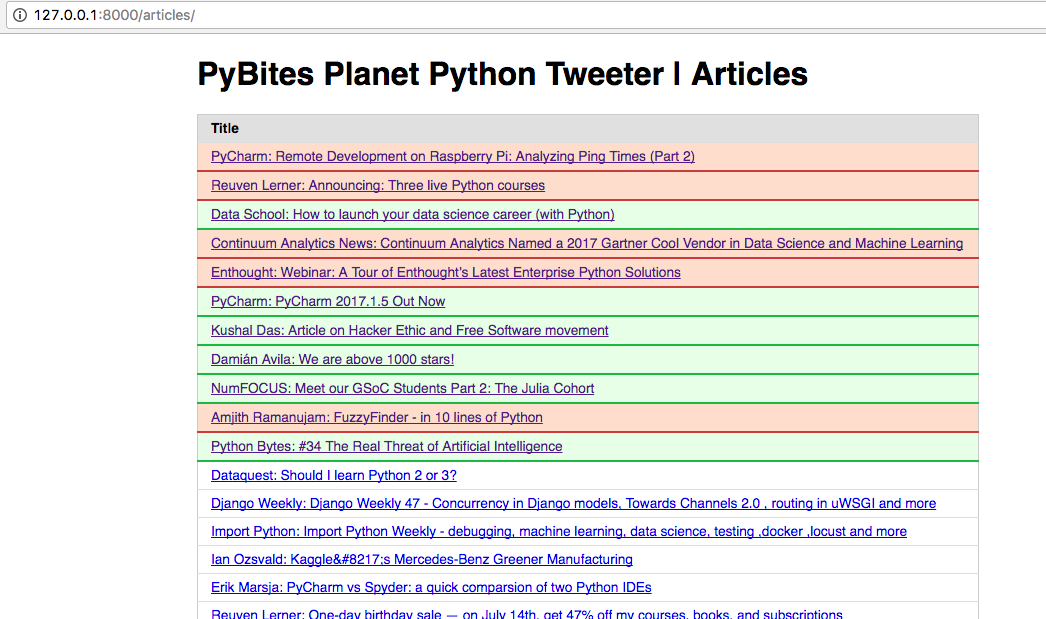 127.0.0.1:8000/articles/
PyBites Planet Python Tweeter | Articles
Title
PyCharm: Remote Development on Raspberry Pi: Analyzing Ping Times (Part 2)
Reuven Lerner: Announcing: Three live Python courses
Data School: How to launch your data science career (with Python)
Continuum Analytics News: Continuum Analytics Named a 2017 Gartner Cool Vendor in Data Science and Machine Learning
Enthought: Webinar: A Tour of Enthought's Latest Enterprise Python Solutions
PyCharm: PyCharm 2017.1.5 Out Now
Kushal Das: Article on Hacker Ethic and Free Software movement
Damián Avila: We are above 1000 stars!
NumFOCUS: Meet our GSoC Students Part 2: The Julia Cohort
Amjith Ramanujam: FuzzyFinder - in 10 lines of Python
Python Bytes: #34 The Real Threat of Artificial Intelligence
Dataquest: Should I learn Python 2 or 3?
Django Weekly: Django Weekly 47 - Concurrency in Django models, Towards Channels 2.0 , routing in uWSGI and more
Import Python: Import Python Weekly - debugging, machine learning, data science, testing ,docker ,locust and more
Ian Ozsvald: Kaggle&#8217;s Mercedes-Benz Greener Manufacturing
Erik Marsja: PyCharm vs Spyder: a quick comparsion of two Python IDEs
Reuven Lerner: One-day birthday sale — on July 14th, get 47% off my courses, books, and subscriptions